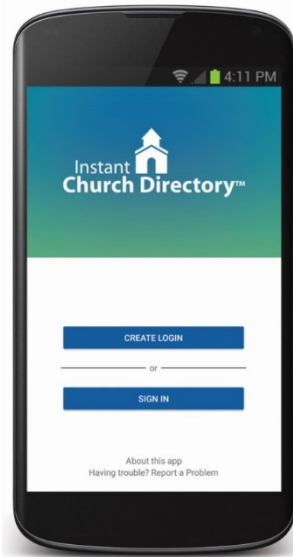 4:11 PM
Instant
Church Directory™
CREATE LOGIN
or
SIGN IN
About this app
Having trouble? Report a Problem